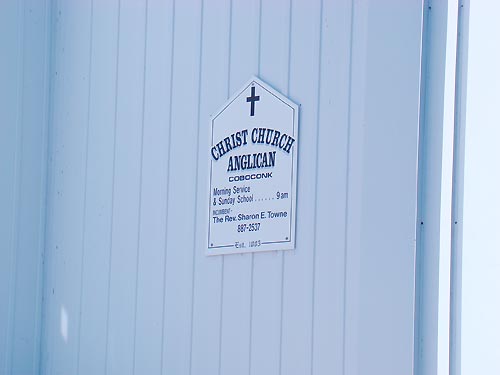 CHRIST CHURCH
ANGLICAN
COBOCONK
Morning Service
& Sunday School ...... 9 am
INCUMBENT -
The Rev. Sharon E. Towne
887-2537
Est. 1883